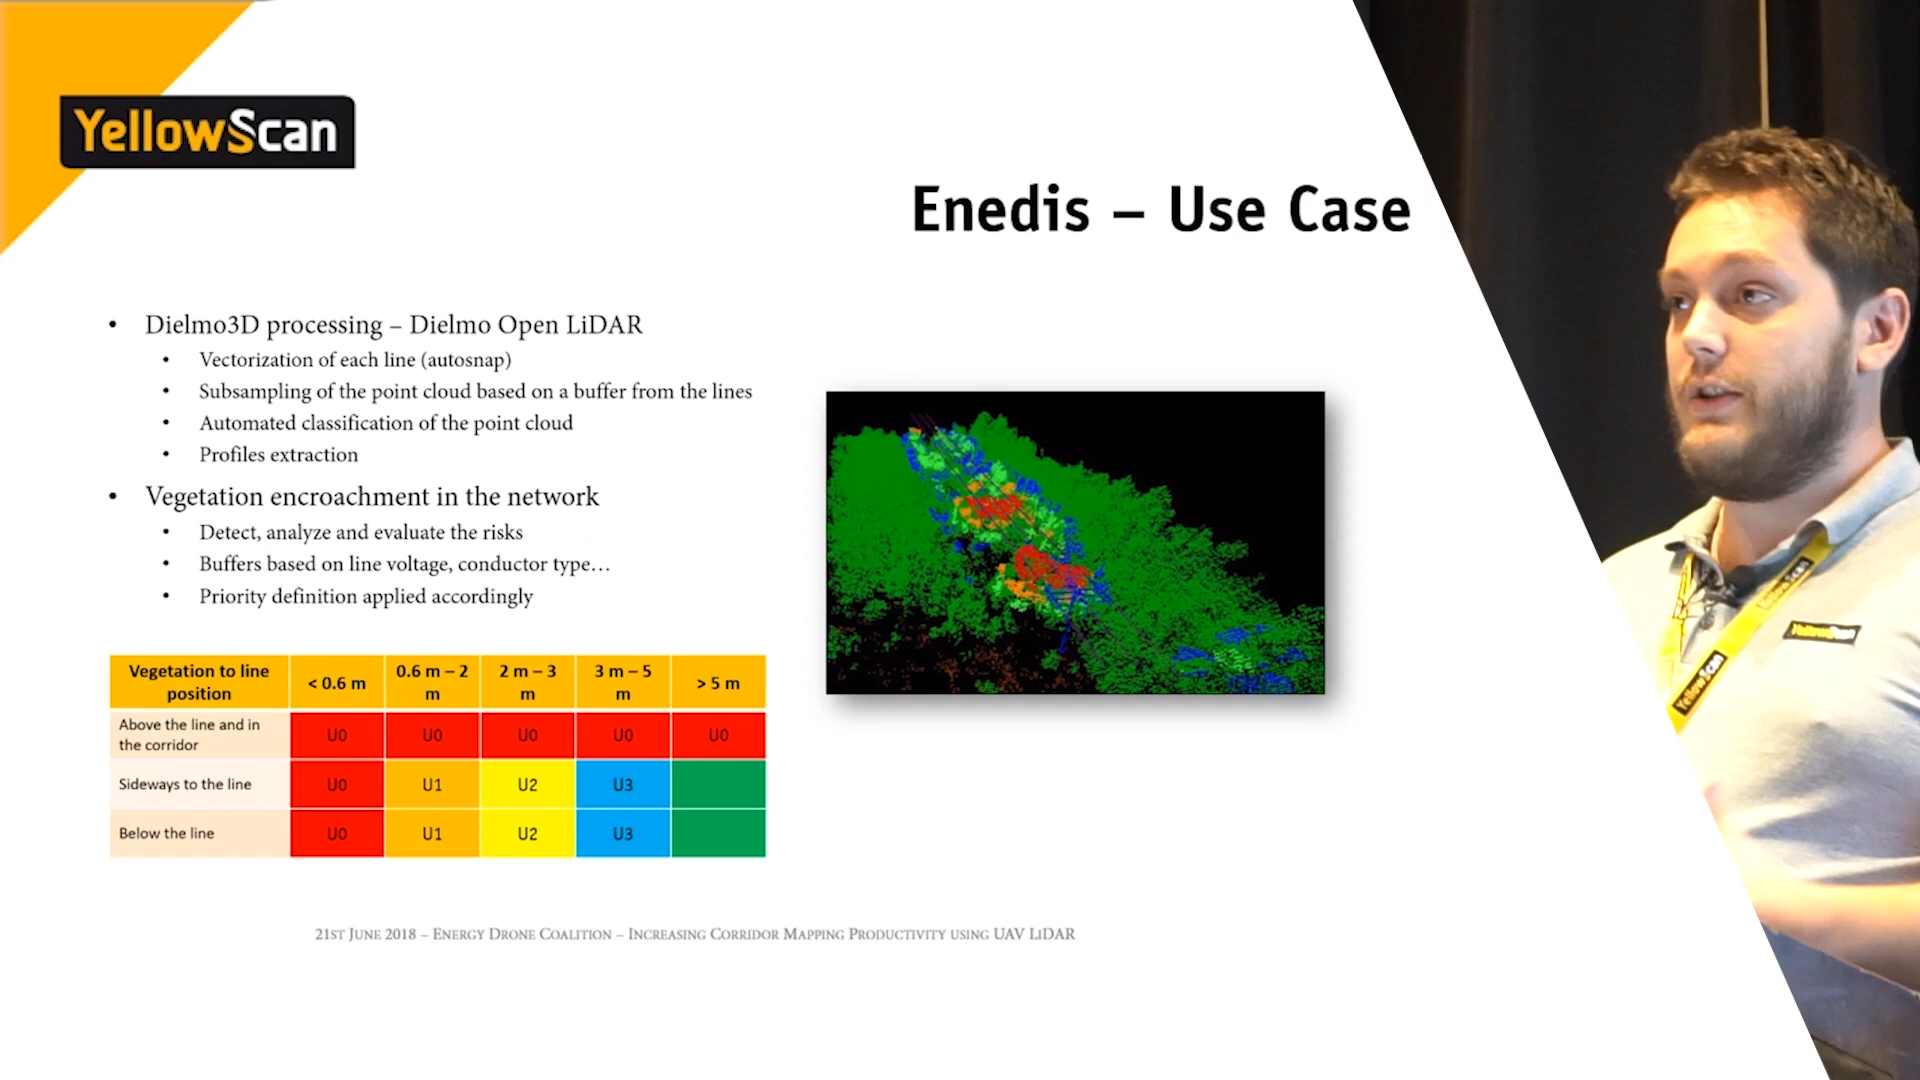 YellowScan
Enedis – Use Case
• Dielmo3D processing – Dielmo Open LiDAR
• Vectorization of each line (autosnap)
• Subsampling of the point cloud based on a buffer from the lines
• Automated classification of the point cloud
• Profiles extraction
• Vegetation encroachment in the network
• Detect, analyze and evaluate the risks
• Buffers based on line voltage, conductor type…
• Priority definition applied accordingly
Vegetation to line position < 0.6 m 0.6 m – 2 m 2 m – 3 m 3 m – 5 m > 5 m
Above the line and in the corridor U0 U0 U0 U0 U0
Sideways to the line U0 U1 U2 U3
Below the line U0 U1 U2 U3
21ST JUNE 2018 – ENERGY DRONE COALITION – INCREASING CORRIDOR MAPPING PRODUCTIVITY USING UAV LiDAR
YellowScan
YellowScan
YellowScan